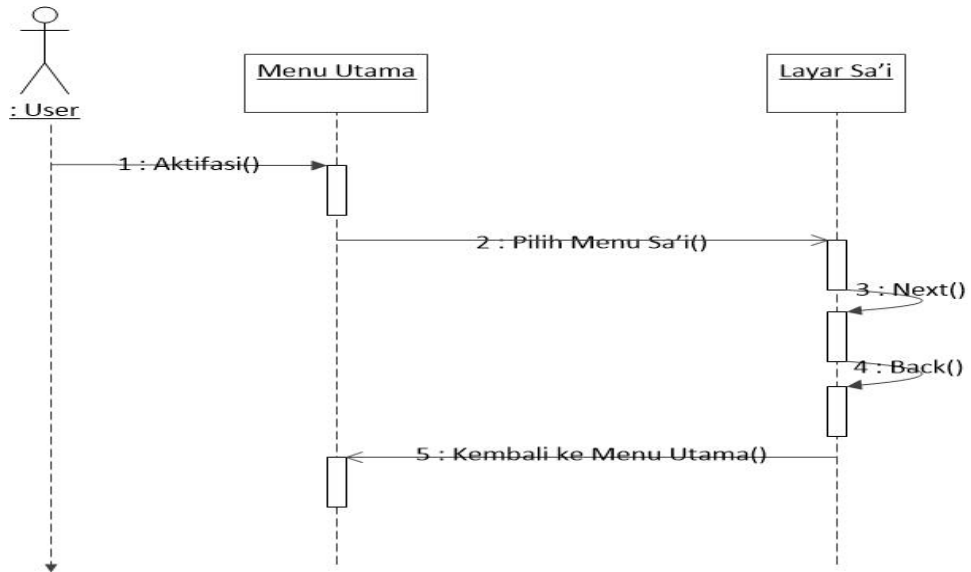 : User
Menu Utama
Layar Sa’i
1 : Aktifasi()
2 : Pilih Menu Sa’i()
3 : Next()
4 : Back()
5 : Kembali ke Menu Utama()